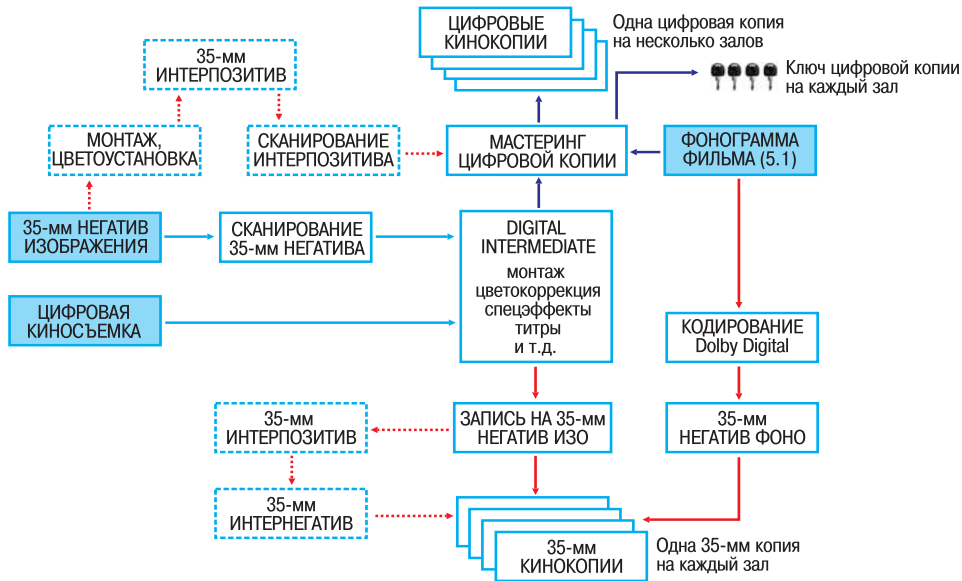 ЦИФРОВЫЕ
КИНОКОПИИ
Одна цифровая копия
на несколько залов
35-мм
ИНТЕРПОЗИТИВ
Ключ цифровой копии
на каждый зал
МОНТАЖ,
ЦВЕТОУСТАНОВКА
СКАНИРОВАНИЕ
ИНТЕРПОЗИТИВА
МАСТЕРИНГ
ЦИФРОВОЙ КОПИИ
ФОНОГРАММА
ФИЛЬМА (5.1)
35-мм НЕГАТИВ
ИЗОБРАЖЕНИЯ
СКАНИРОВАНИЕ
35-мм НЕГАТИВА
DIGITAL
INTERMEDIATE
монтаж
цветокоррекция
спецэффекты
титры
и т.д.
ЦИФРОВАЯ
КИНОСЪЕМКА
КОДИРОВАНИЕ
Dolby Digital
35-мм
ИНТЕРПОЗИТИВ
ЗАПИСЬ НА 35-мм
НЕГАТИВ ИЗО
35-мм
НЕГАТИВ ФОНО
35-мм
ИНТЕРНЕГАТИВ
35-мм
КИНОКОПИИ
Одна 35-мм копия
на каждый зал